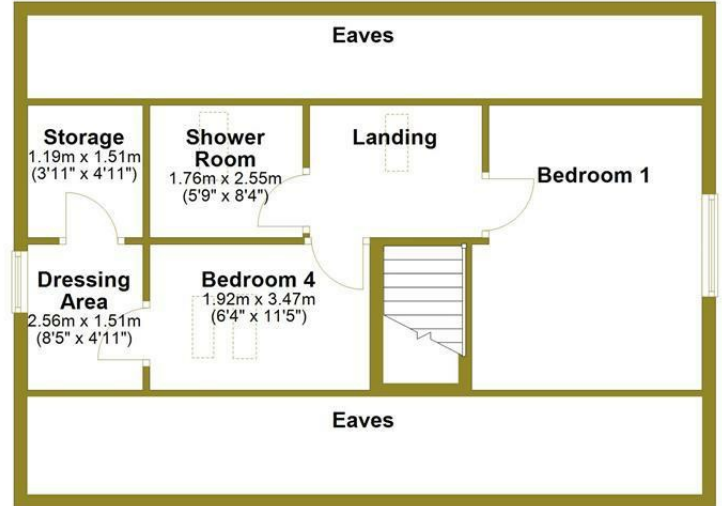 Eaves
Storage
1.19m x 1.51m
(3'11" x 4'11")
Shower
Room
1.76m x 2.55m
(5'9" x 8'4")
Landing
Bedroom 1
Dressing
Area
2.56m x 1.51m
(8'5" x 4'11")
Bedroom 4
1.92m x 3.47m
(6'4" x 11'5")
Eaves